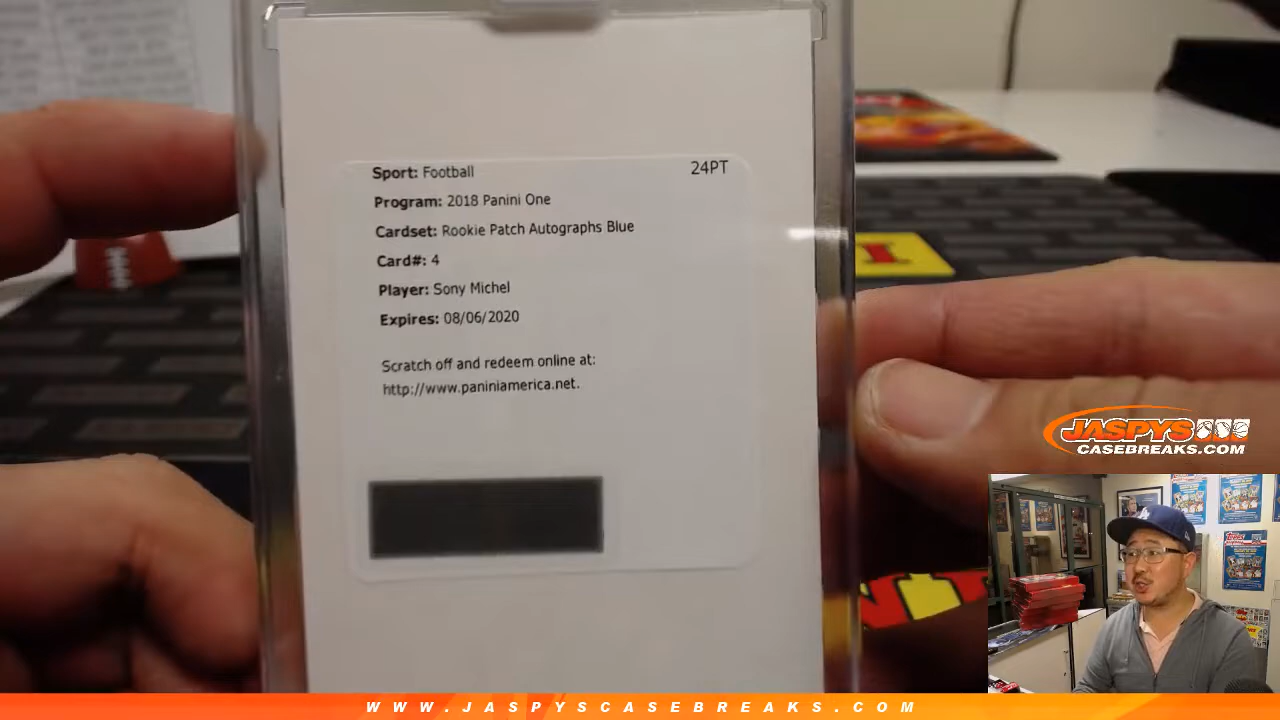 Sport: Football
24PT
Program: 2018 Panini One
Cardset: Rookie Patch Autographs Blue
Card#: 4
Player: Sony Michel
Expires: 08/06/2020
Scratch off and redeem online at:
http://www.paniniamerica.net.
JASPYS
CASEBREAKS.COM
WWW.JASPYSCASEBREAKS.COM